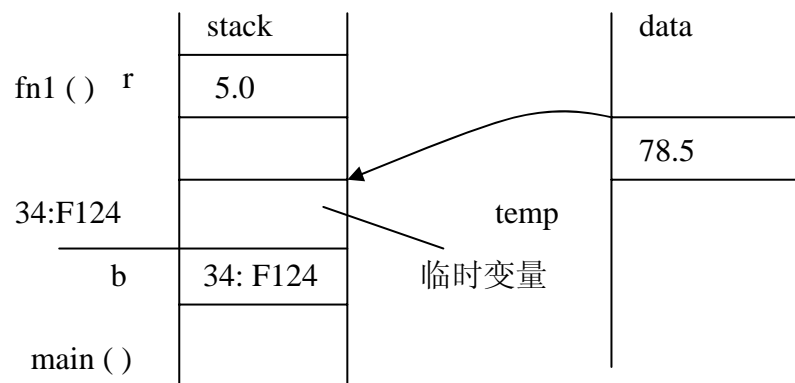 stack data
fn1 ( ) r 5.0
78.5
34:F124 temp
b 34: F124 临时变量
main ( )